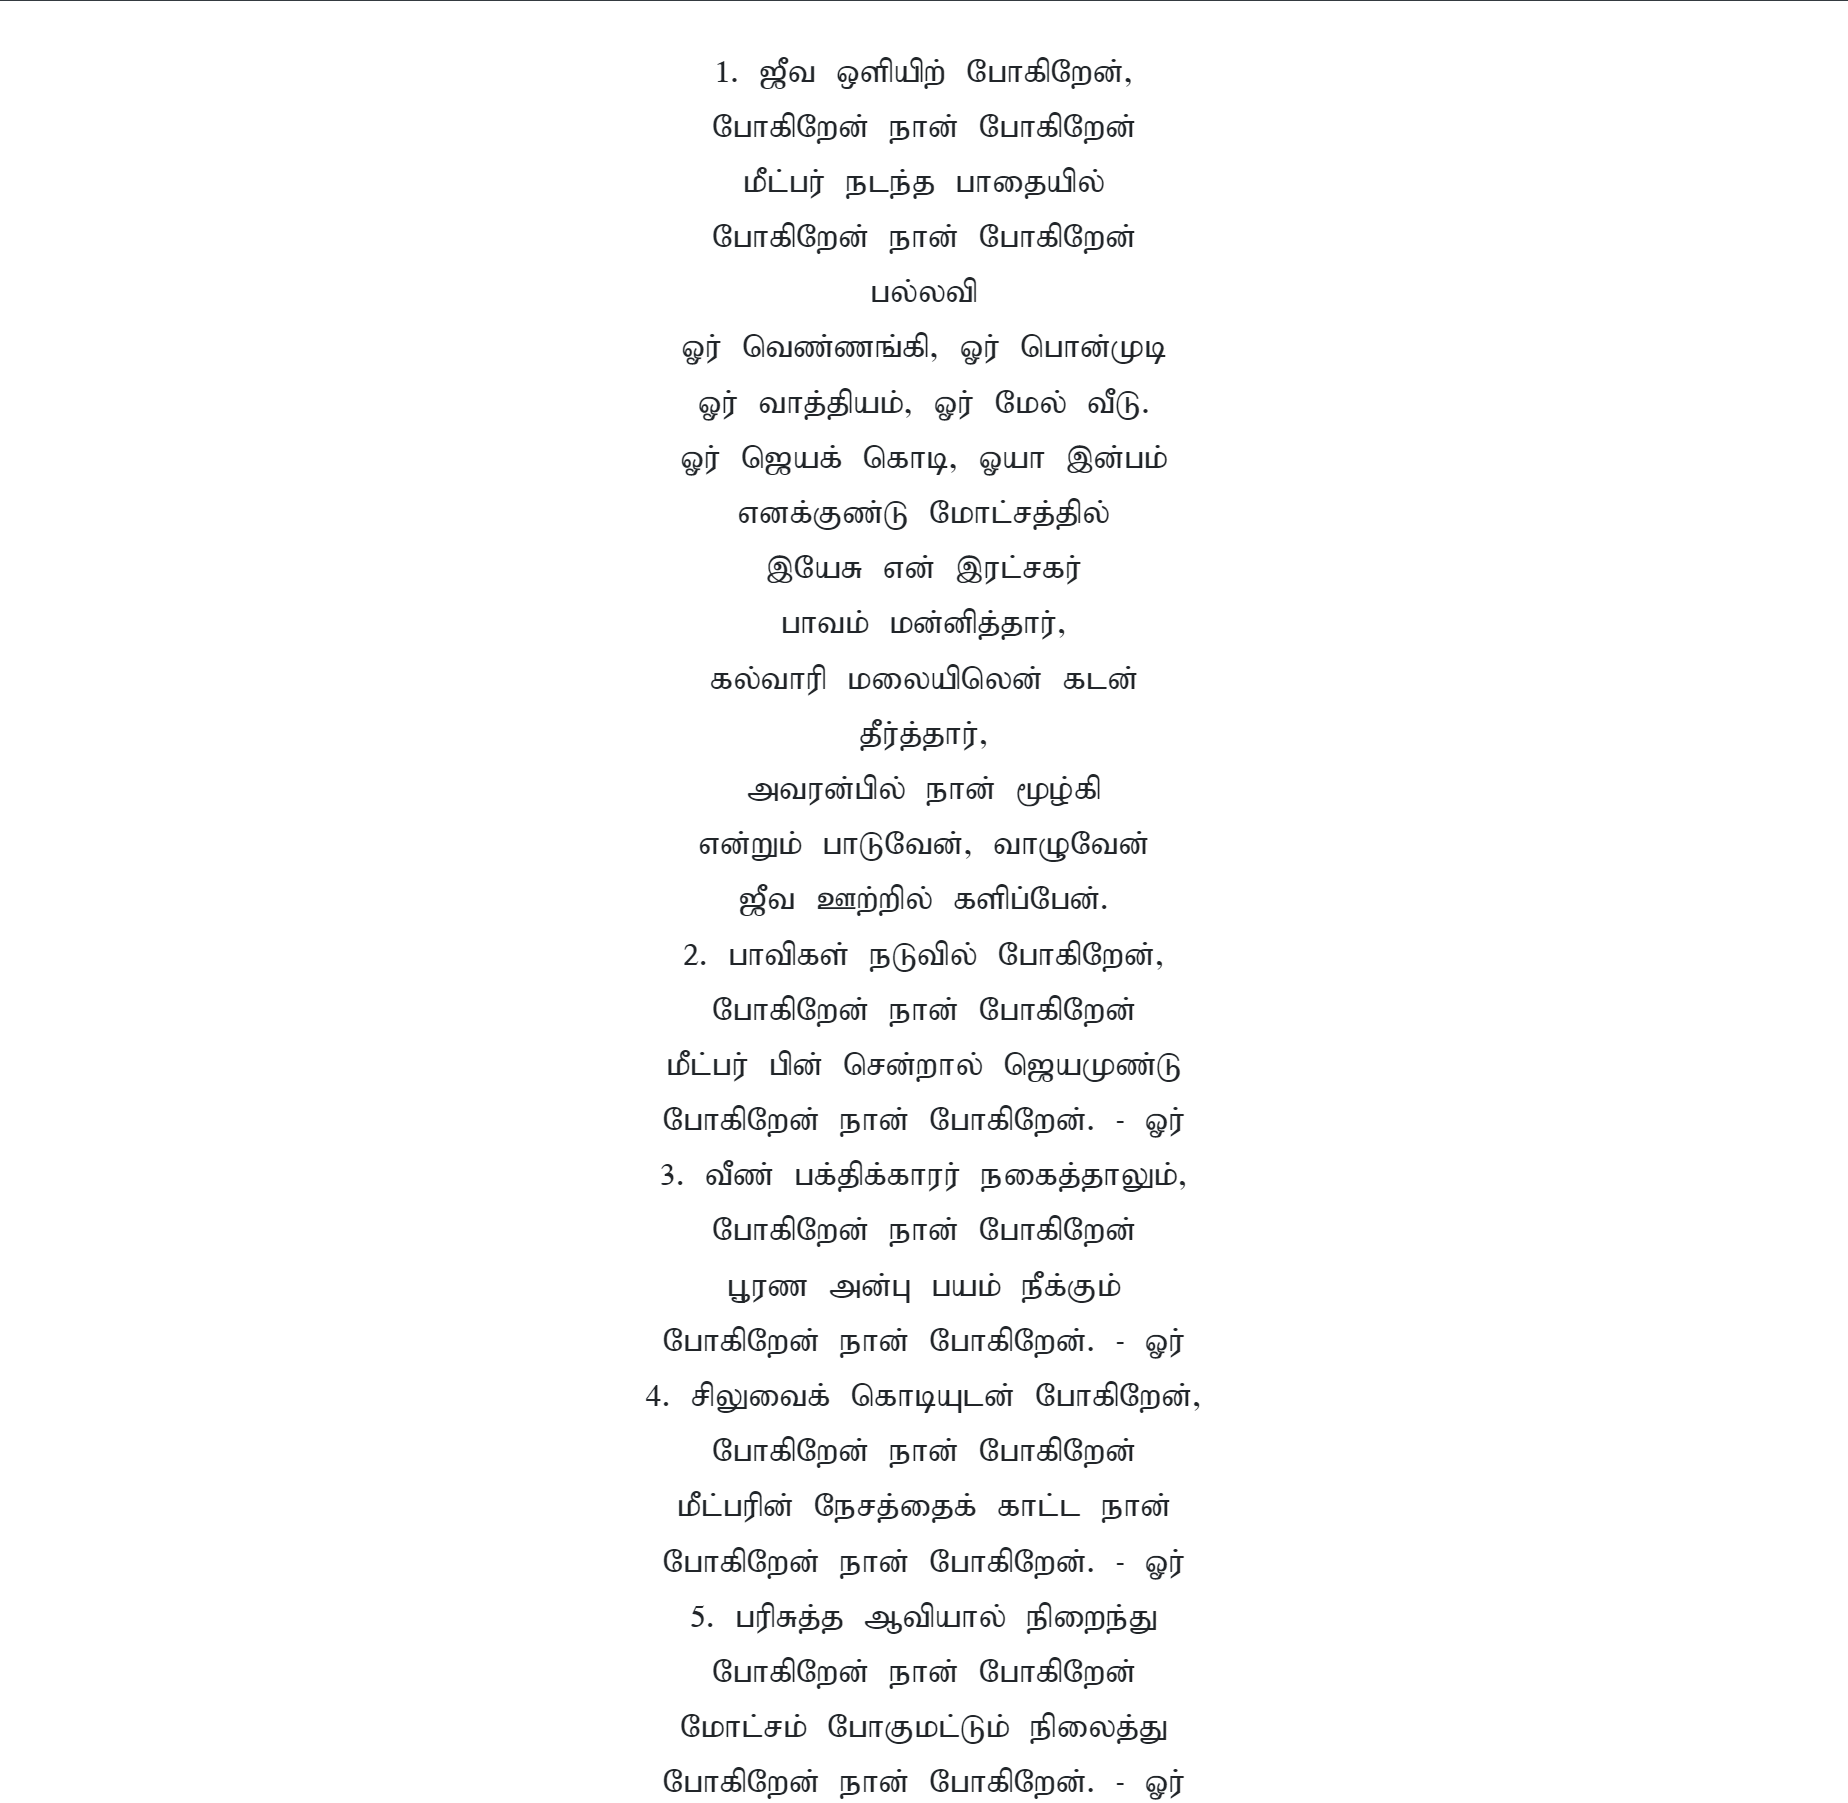 1. ஜீவ ஒளியிற் போகிறேன்,
போகிறேன் நான் போகிறேன்
மீட்பர் நடந்த பாதையில்
போகிறேன் நான் போகிறேன்
பல்லவி
ஓர் வெண்ணங்கி, ஓர் பொன்முடி
ஓர் வாத்தியம், ஓர் மேல் வீடு.
ஓர் ஜெயக் கொடி, ஓயா இன்பம்
எனக்குண்டு மோட்சத்தில்
இயேசு என் இரட்சகர்
பாவம் மன்னித்தார்,
கல்வாரி மலையிலென் கடன்
தீர்த்தார்,
அவரன்பில் நான் மூழ்கி
என்றும் பாடுவேன், வாழுவேன்
ஜீவ ஊற்றில் களிப்பேன்.
2. பாவிகள் நடுவில் போகிறேன்,
போகிறேன் நான் போகிறேன்
மீட்பர் பின் சென்றால் ஜெயமுண்டு
போகிறேன் நான் போகிறேன். - ஓர்
3. வீண் பக்திக்காரர் நகைத்தாலும்,
போகிறேன் நான் போகிறேன்
பூரண அன்பு பயம் நீக்கும்
போகிறேன் நான் போகிறேன். - ஓர்
4. சிலுவைக் கொடியுடன் போகிறேன்,
போகிறேன் நான் போகிறேன்
மீட்பரின் நேசத்தைக் காட்ட நான்
போகிறேன் நான் போகிறேன். - ஓர்
5. பரிசுத்த ஆவியால் நிறைந்து
போகிறேன் நான் போகிறேன்
மோட்சம் போகுமட்டும் நிலைத்து
போகிறேன் நான் போகிறேன். - ஓர்